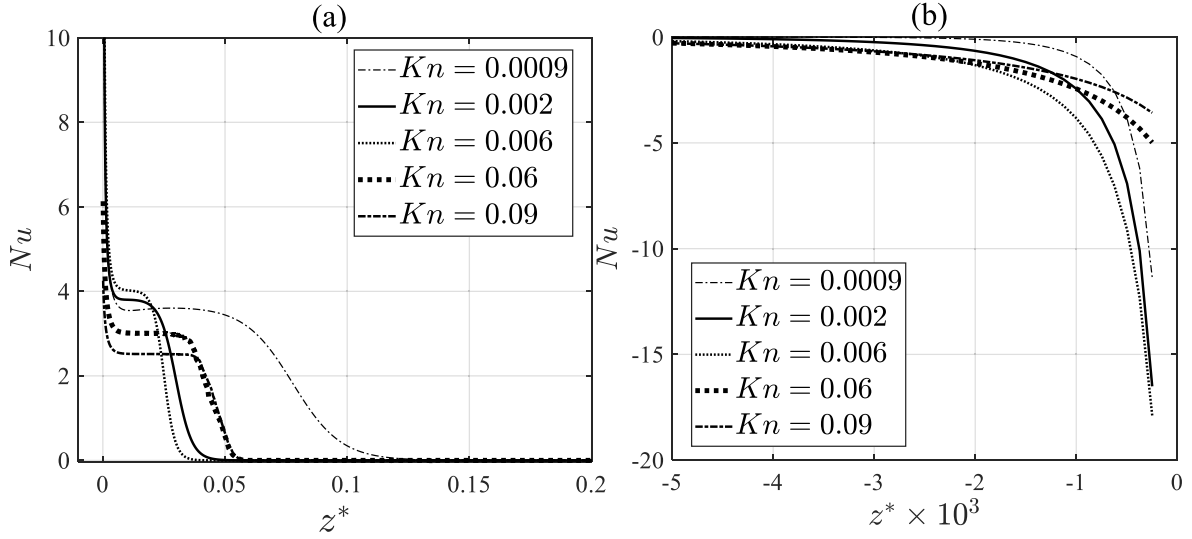 (a)
10
8
6
4
2
0
Nu
0
0.05
0.1
0.15
0.2
z*
Kn = 0.0009
Kn = 0.002
Kn = 0.006
Kn = 0.06
Kn = 0.09
(b)
0
-5
-10
-15
-20
Nu
-5
-4
-3
-2
-1
0
z* × 10³
Kn = 0.0009
Kn = 0.002
Kn = 0.006
Kn = 0.06
Kn = 0.09